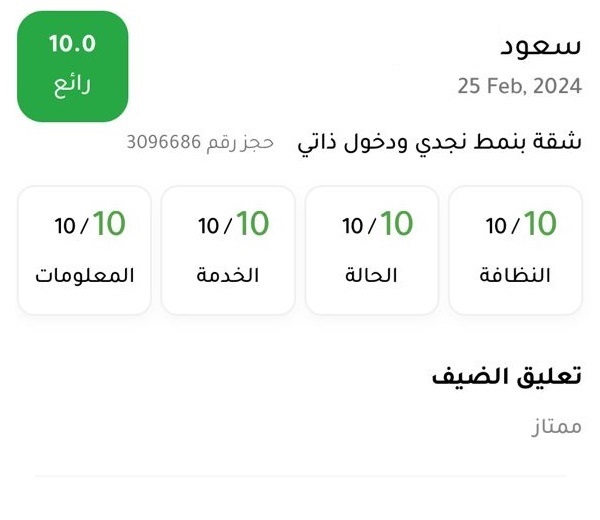 سعود
10.0
رائع
25 Feb, 2024
شقة بنمط نجدي ودخول ذاتي حجز رقم 3096686
10/10 10/10 10/10 10/10
النظافة الحالة الخدمة المعلومات
تعليق الضيف
ممتاز